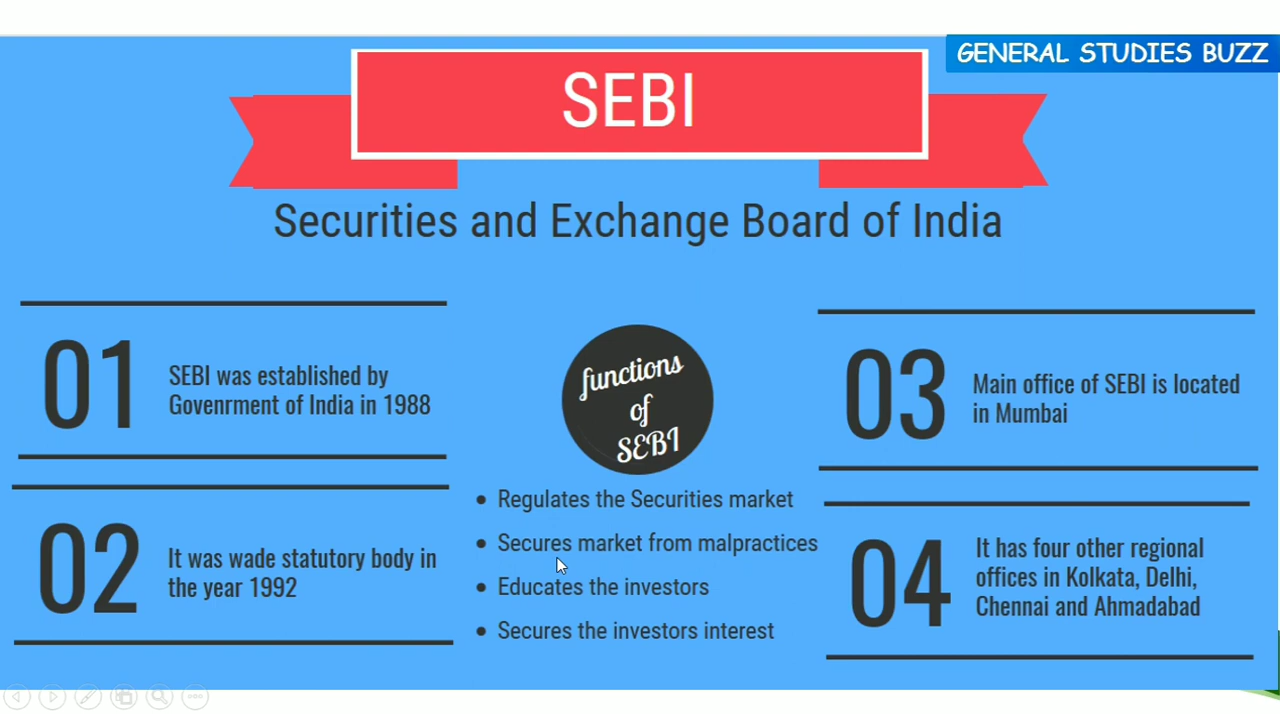 GENERAL STUDIES BUZZ
SEBI
Securities and Exchange Board of India
01
SEBI was established by
Govenrment of India in 1988
02
It was wade statutory body in
the year 1992
functions
of
SEBI
• Regulates the Securities market
• Secures market from malpractices
• Educates the investors
• Secures the investors interest
03
Main office of SEBI is located
in Mumbai
04
It has four other regional
offices in Kolkata, Delhi,
Chennai and Ahmadabad